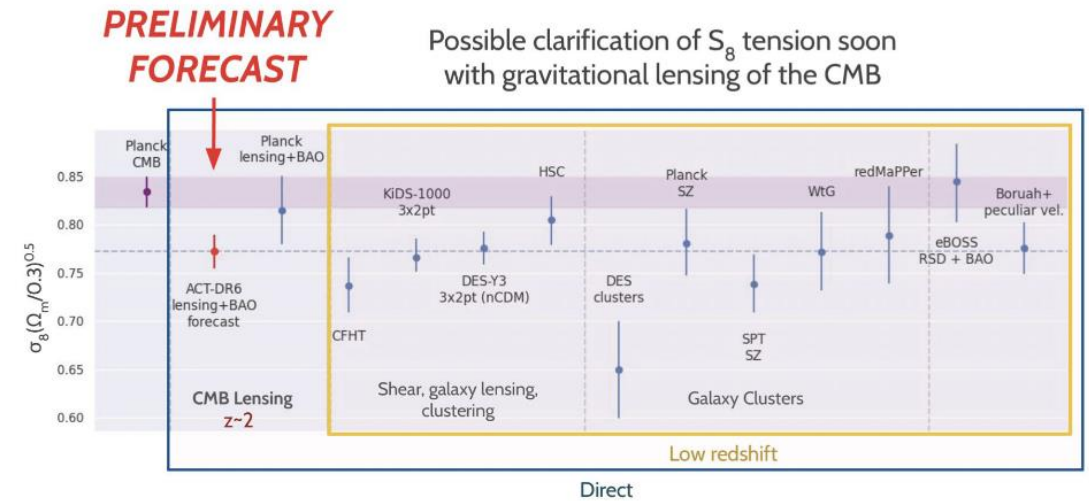 PRELIMINARY
FORECAST
Possible clarification of S₈ tension soon
with gravitational lensing of the CMB
σ₈(Ωₘ/0.3)^0.5
0.85
0.80
0.75
0.70
0.65
0.60
Planck
CMB
ACT-DR6
lensing+BAO
forecast
Planck
lensing+BAO
CMB Lensing
z~2
CFHT
KiDS-1000
3x2pt
DES-Y3
3x2pt (nCDM)
HSC
Shear, galaxy lensing,
clustering
DES
clusters
Planck
SZ
SPT
SZ
WtG
redMaPPer
Galaxy Clusters
eBOSS
RSD + BAO
Boruah+
peculiar vel.
Low redshift
Direct